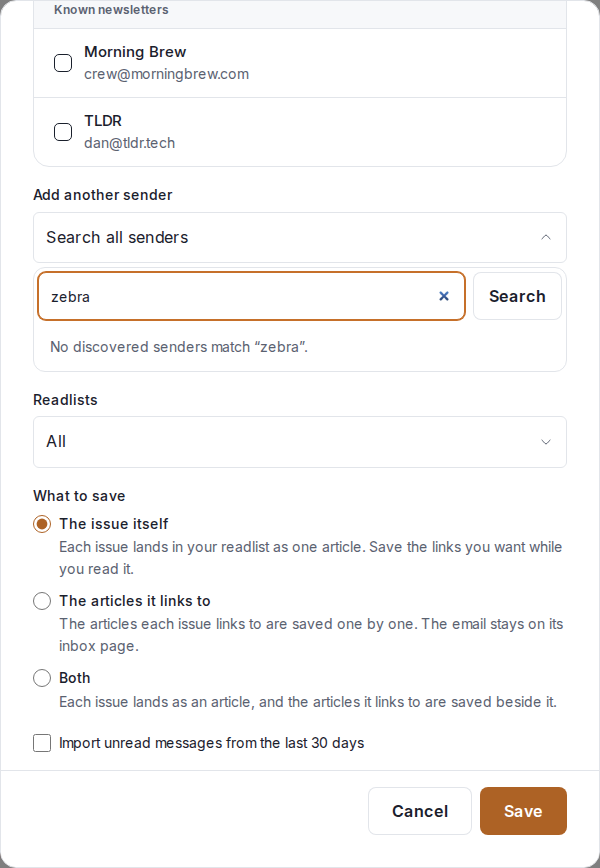 Known newsletters
Morning Brew
crew@morningbrew.com
TLDR
dan@tldr.tech
Add another sender
Search all senders
zebra
Search
No discovered senders match “zebra”.
Readlists
All
What to save
The issue itself
Each issue lands in your readlist as one article. Save the links you want while
you read it.
The articles it links to
The articles each issue links to are saved one by one. The email stays on its
inbox page.
Both
Each issue lands as an article, and the articles it links to are saved beside it.
Import unread messages from the last 30 days
Cancel
Save